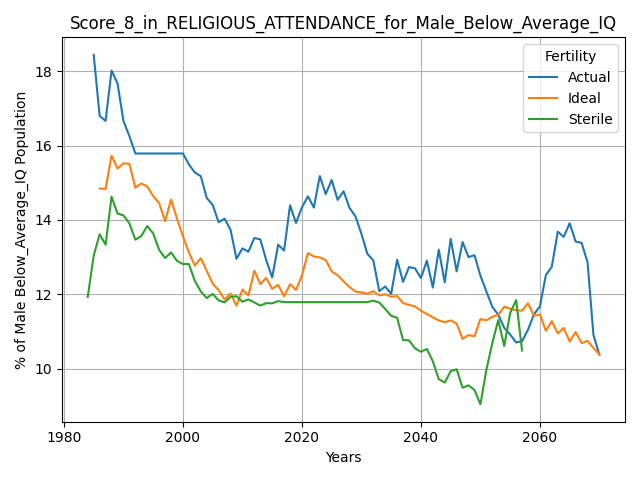 Score_8_in_RELIGIOUS_ATTENDANCE_for_Male_Below_Average_IQ
Fertility
Actual
Ideal
Sterile
% of Male Below_Average_IQ Population
18
16
14
12
10
1980
2000
2020
2040
2060
Years